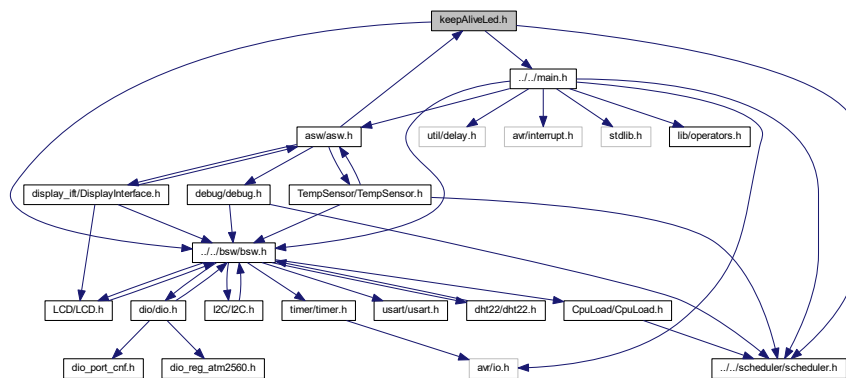 keepAliveLed.h
../../main.h
asw/asw.h
util/delay.h
avr/interrupt.h
stdlib.h
lib/operators.h
display_ift/DisplayInterface.h
debug/debug.h
TempSensor/TempSensor.h
../../bsw/bsw.h
LCD/LCD.h
dio/dio.h
I2C/I2C.h
timer/timer.h
usart/usart.h
dht22/dht22.h
CpuLoad/CpuLoad.h
dio_port_cnf.h
dio_reg_atm2560.h
avr/io.h
../../scheduler/scheduler.h